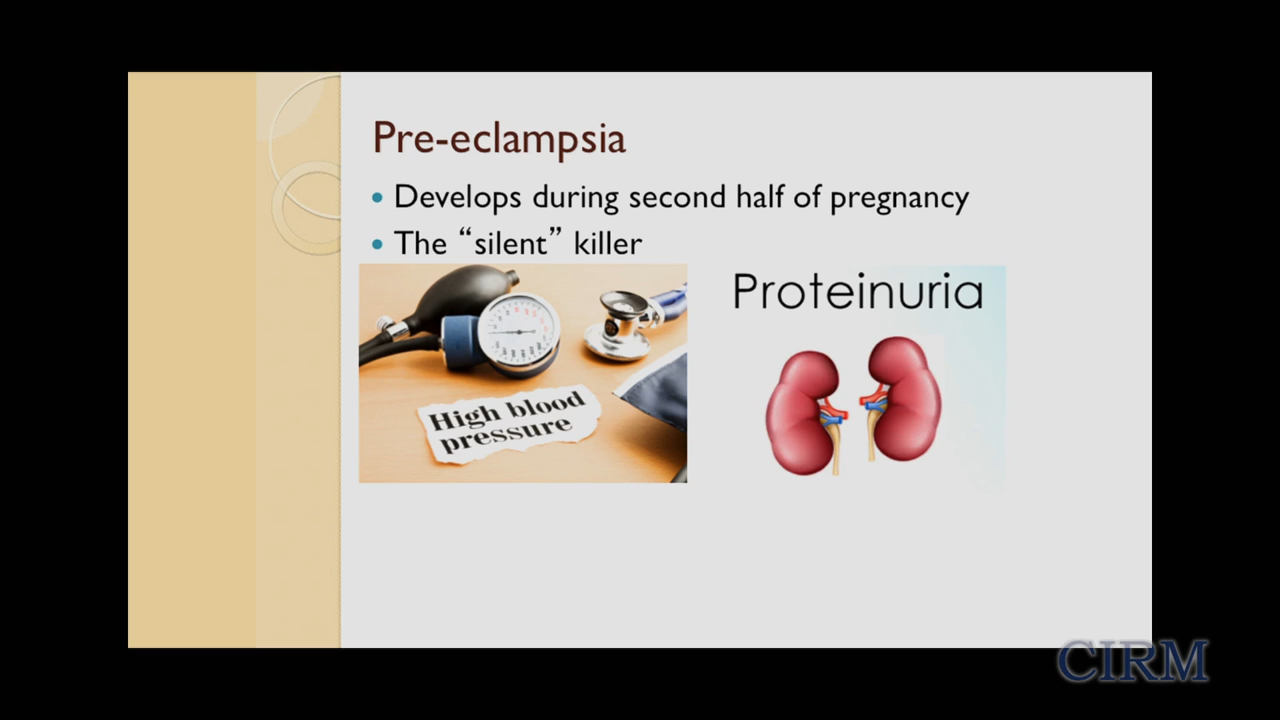 Pre-eclampsia
• Develops during second half of pregnancy
• The “silent” killer
High blood
pressure
Proteinuria
CIRM